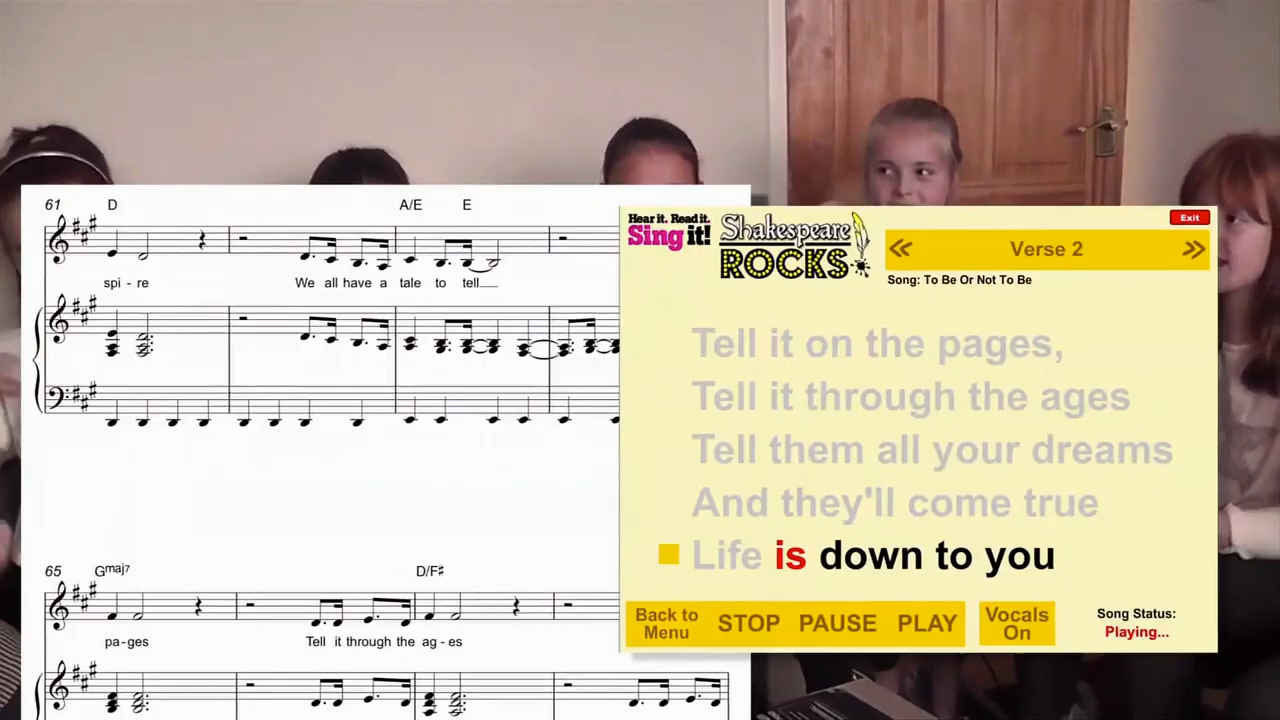 61
D
A/E
E
spi - re
We all have a tale to tell
65
Gmaj7
D/F♯
pa-ges
Tell it through the ag - es
Hear it. Read it.
Sing it!
Shakespeare
ROCKS
Exit
Verse 2
Song: To Be Or Not To Be
Tell it on the pages,
Tell it through the ages
Tell them all your dreams
And they'll come true
Life is down to you
Back to
Menu
STOP
PAUSE
PLAY
Vocals
On
Song Status:
Playing...